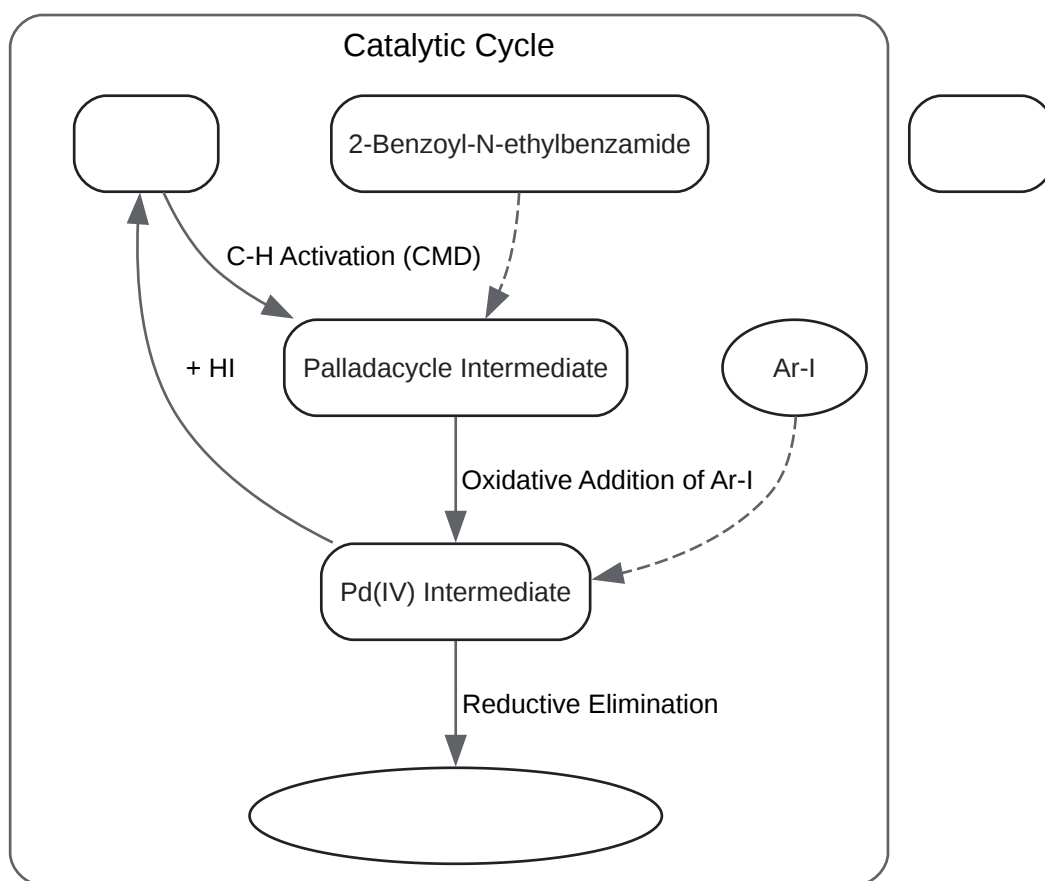 Catalytic Cycle
2-Benzoyl-N-ethylbenzamide
C-H Activation (CMD)
+ HI
Palladacycle Intermediate
Ar-I
Oxidative Addition of Ar-I
Pd(IV) Intermediate
Reductive Elimination